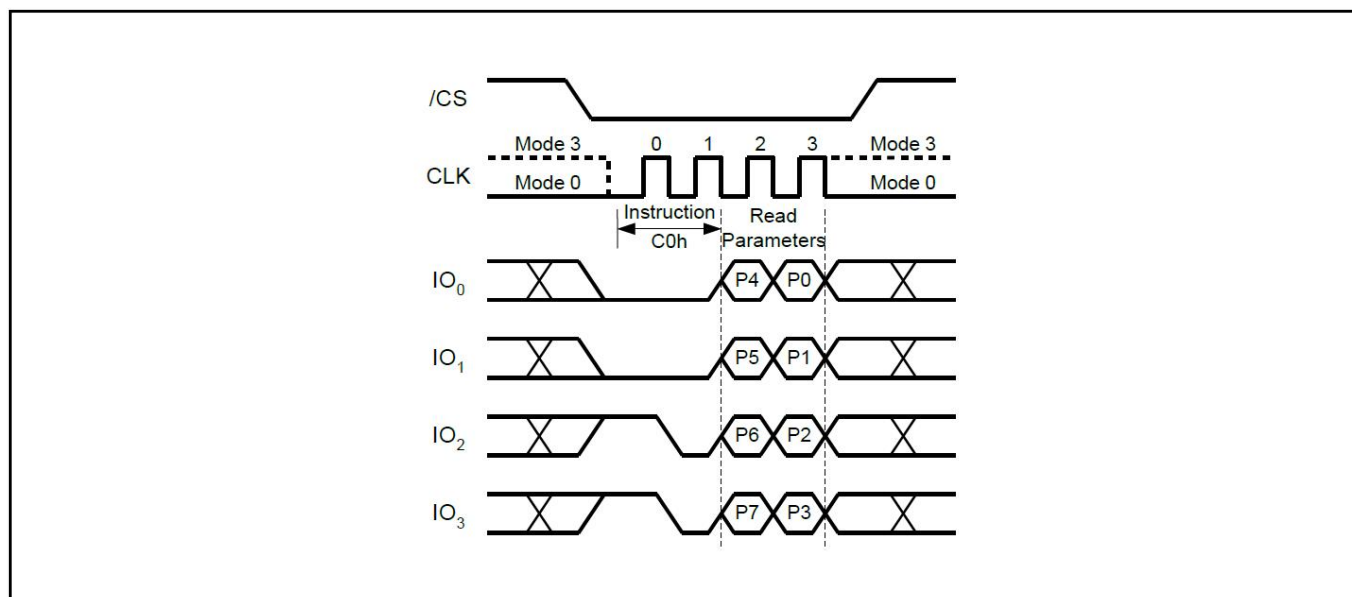 /CS
Mode 3 0 1 2 3 Mode 3
CLK
Mode 0 Mode 0
Instruction Read
C0h Parameters
IO0 P4 P0
IO1 P5 P1
IO2 P6 P2
IO3 P7 P3